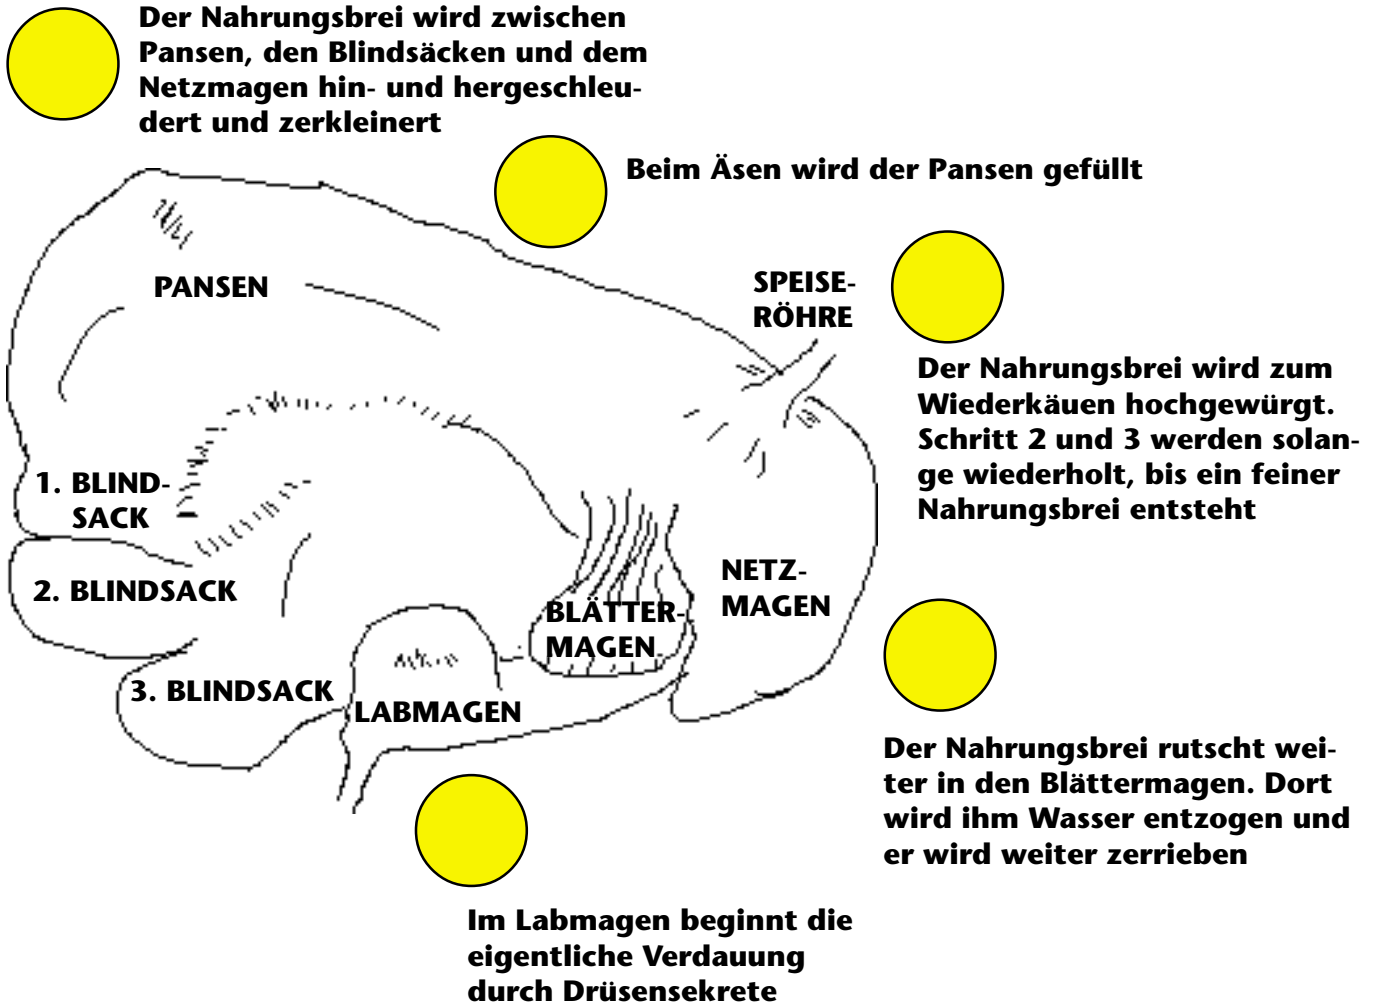 Der Nahrungsbrei wird zwischen
Pansen, den Blindsäcken und dem
Netzmagen hin- und hergeschleu-
dert und zerkleinert
Beim Äsen wird der Pansen gefüllt
PANSEN
SPEISE-
RÖHRE
Der Nahrungsbrei wird zum
Wiederkäuen hochgewürgt.
Schritt 2 und 3 werden solan-
ge wiederholt, bis ein feiner
Nahrungsbrei entsteht
1. BLIND-
SACK
2. BLINDSACK
3. BLINDSACK
LABMAGEN
BLÄTTER-
MAGEN
NETZ-
MAGEN
Der Nahrungsbrei rutscht wei-
ter in den Blättermagen. Dort
wird ihm Wasser entzogen und
er wird weiter zerrieben
Im Labmagen beginnt die
eigentliche Verdauung
durch Drüsensekrete